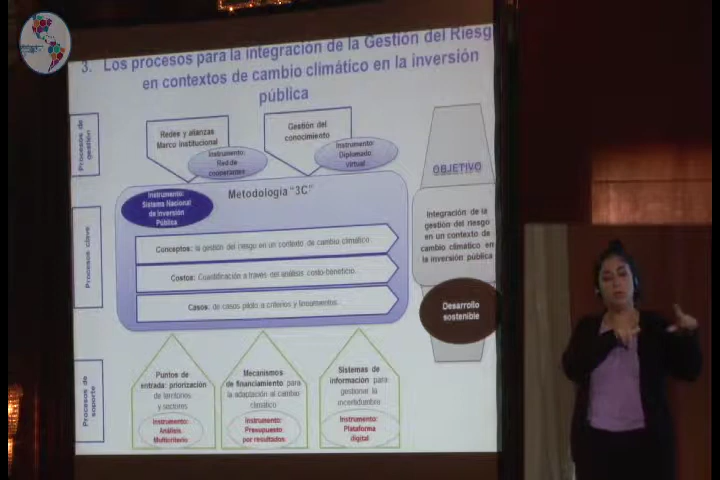 3. Los procesos para la integración de la Gestión del Riesg
en contextos de cambio climático en la inversión
pública
Procesos de
gestión
Redes y alianzas
Marco institucional
Instrumento:
Red de
cooperantes
Gestión del
conocimiento
Instrumento:
Diplomado
Virtual
OBJETIVO
Procesos clave
Instrumento:
Sistema Nacional
de Inversión
Pública
Metodología "3C"
Conceptos: la gestión del riesgo en un contexto de cambio climático
Costos: Cuantificación a través del análisis costo-beneficio.
Casos: de casos piloto a criterios y lineamientos.
Integración de la
gestión del riesgo
en un contexto de
cambio climático en
la inversión pública
Desarrollo
sostenible
Procesos de
soporte
Puntos de
entrada: priorización
de territorios
y sectores
Instrumento:
Análisis
Multicriterio
Mecanismos
de financiamiento para
la adaptación al cambio
climático
Instrumento:
Presupuesto
por resultados
Sistemas de
información para
gestionar la
incertidumbre
Instrumento:
Plataforma
digital